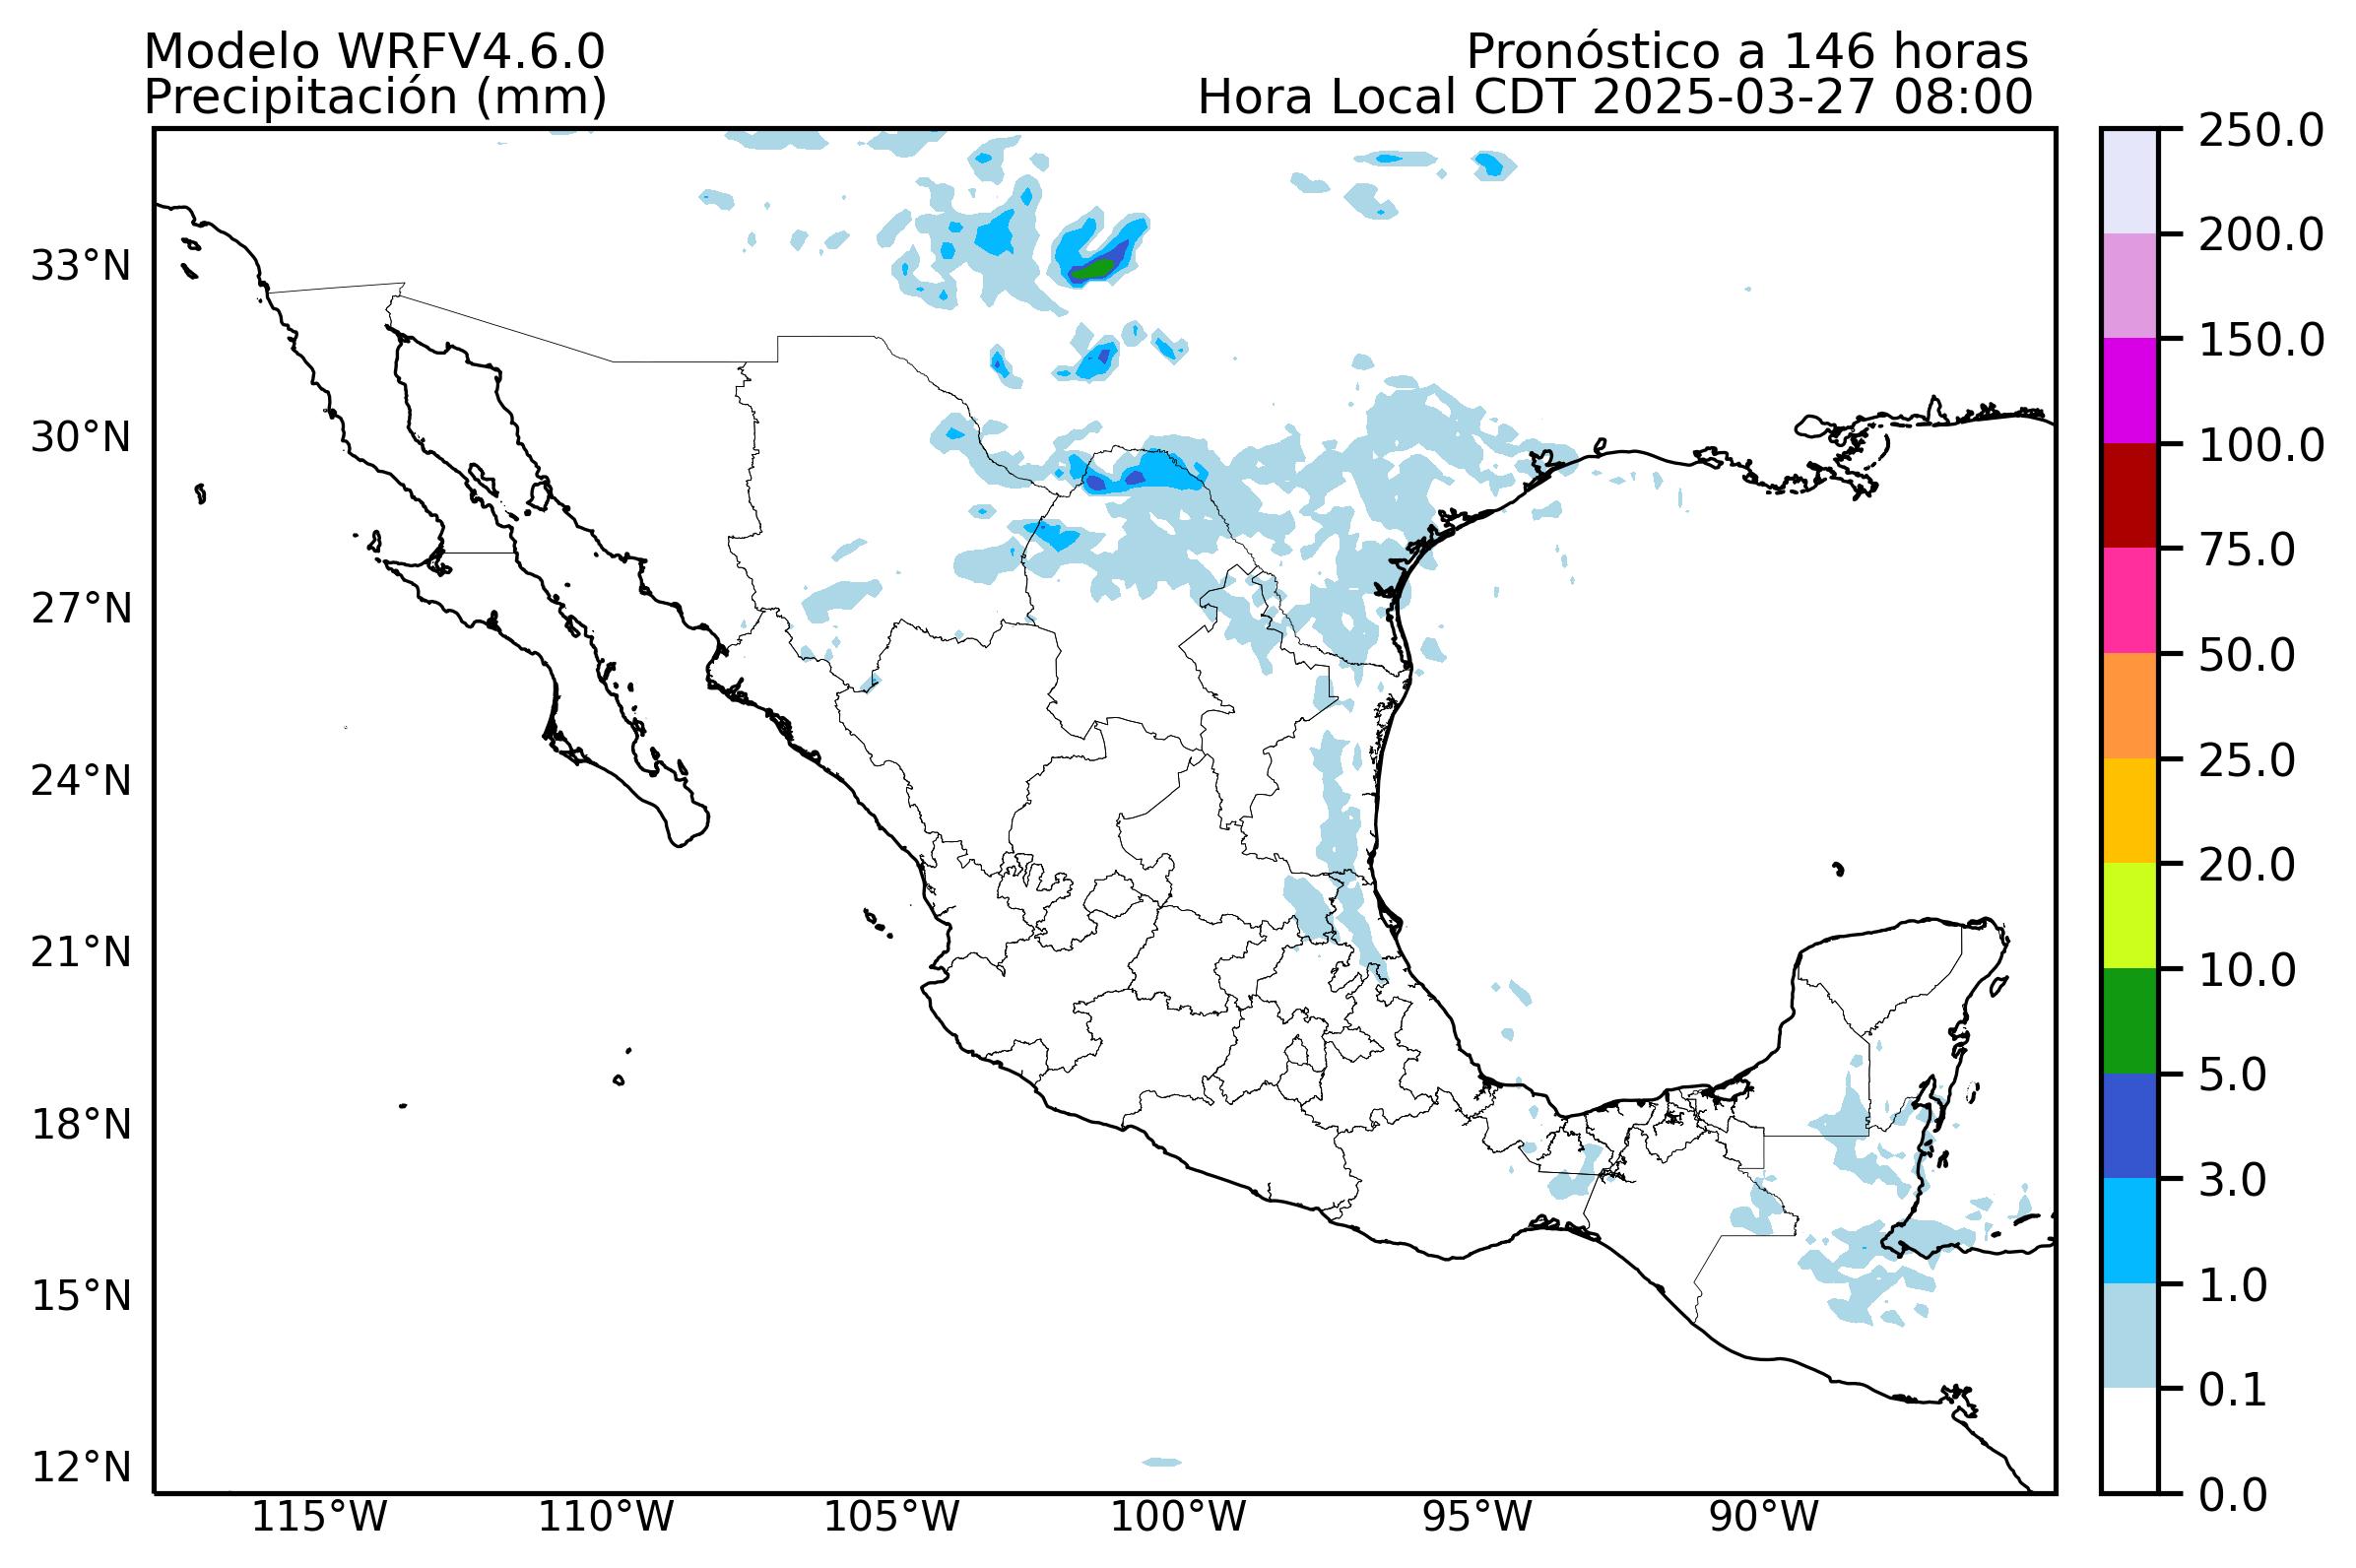 Modelo WRFV4.6.0
Precipitación (mm)
Pronóstico a 146 horas
Hora Local CDT 2025-03-27 08:00
33°N
30°N
27°N
24°N
21°N
18°N
15°N
12°N
115°W
110°W
105°W
100°W
95°W
90°W
250.0
200.0
150.0
100.0
75.0
50.0
25.0
20.0
10.0
5.0
3.0
1.0
0.1
0.0